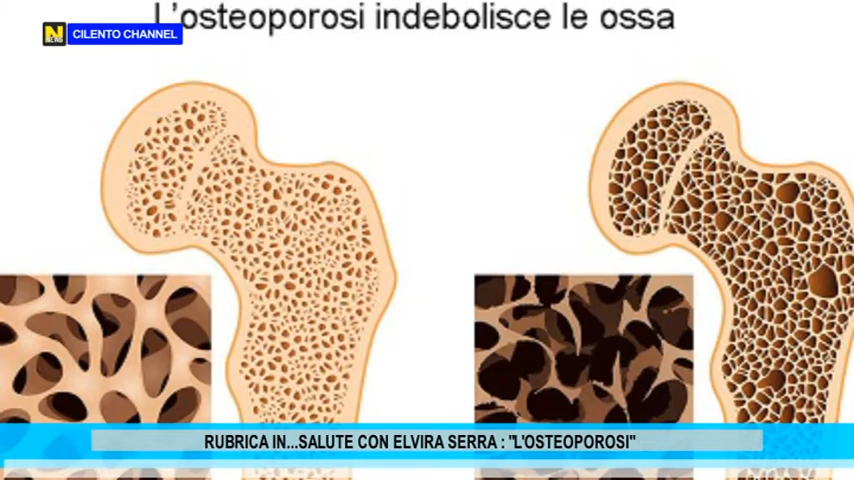 L'osteoporosi indebolisce le ossa
CILENTO CHANNEL
RUBRICA IN...SALUTE CON ELVIRA SERRA : "L'OSTEOPOROSI"